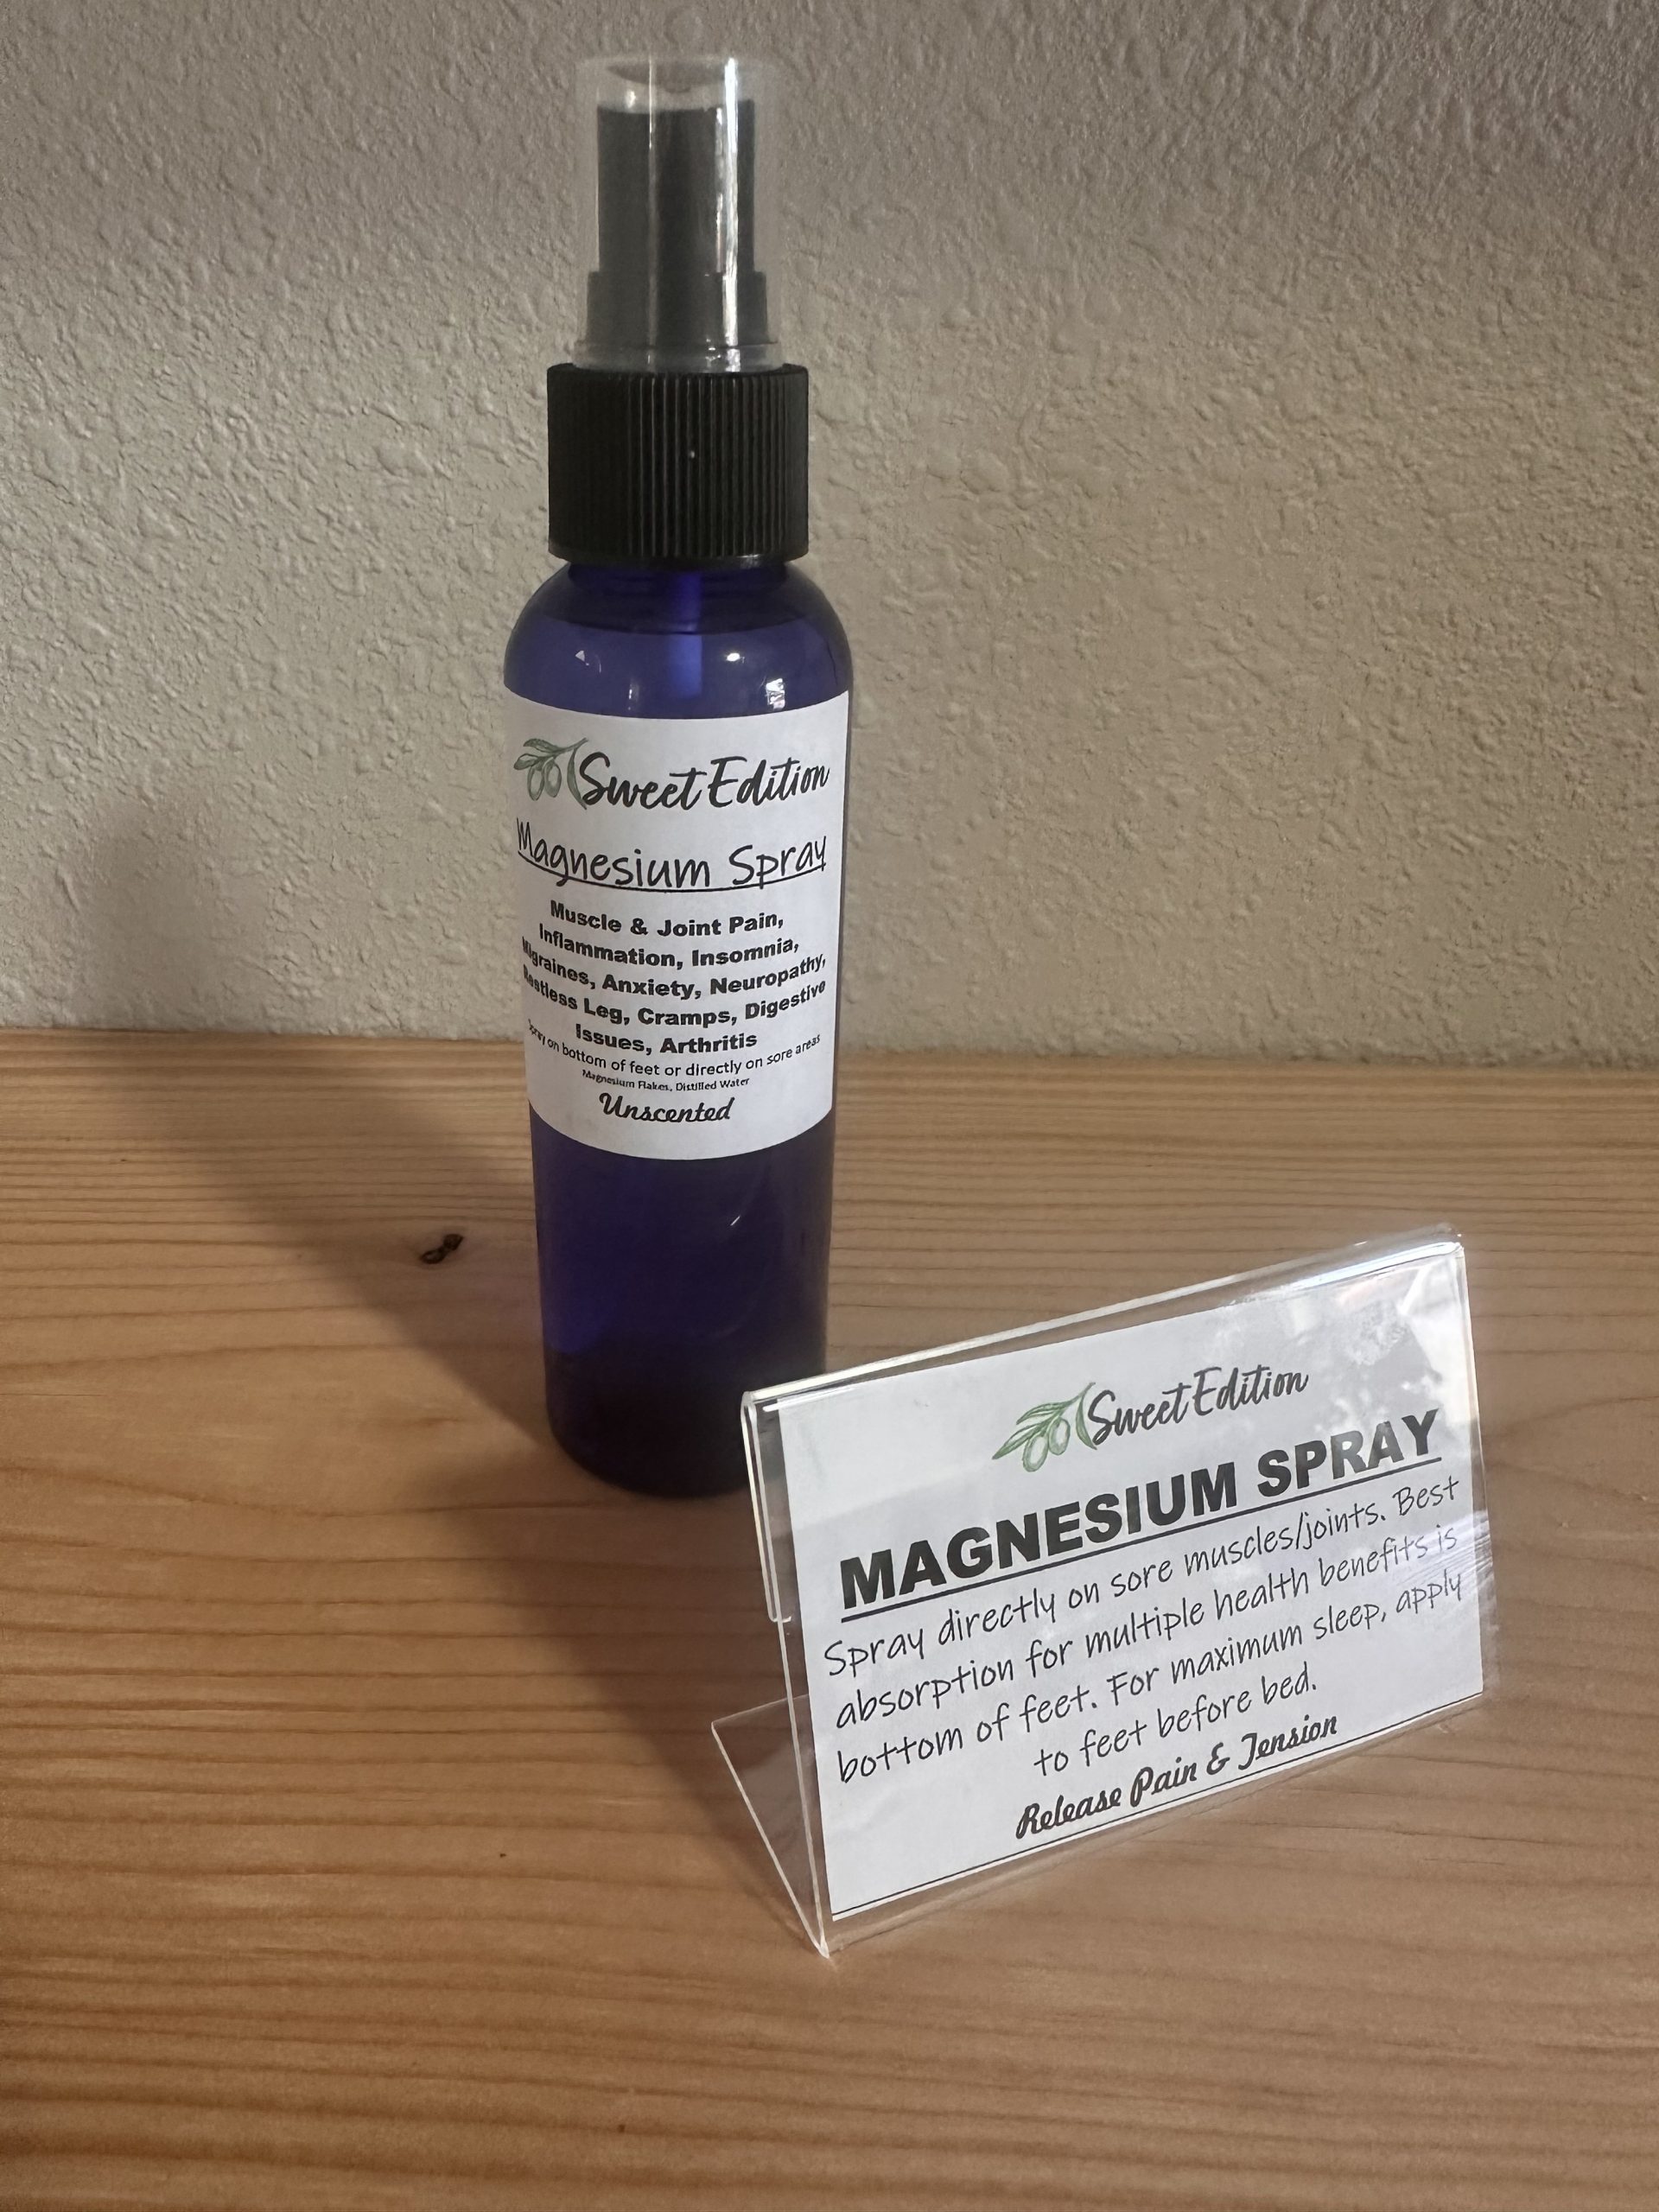 Sweet Edition
Magnesium Spray
Muscle & Joint Pain,
Inflammation, Insomnia,
Migraines, Anxiety, Neuropathy,
Restless Leg, Cramps, Digestive
Issues, Arthritis
Spray on bottom of feet or directly on sore areas
Magnesium Flakes, Distilled Water
Unscented
Sweet Edition
MAGNESIUM SPRAY
Spray directly on sore muscles/joints. Best
absorption for multiple health benefits is
bottom of feet. For maximum sleep, apply
to feet before bed.
Release Pain & Tension